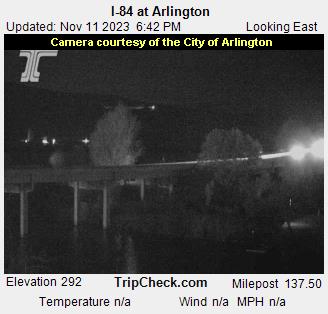 I-84 at Arlington
Updated: Nov 11 2023 6:42 PM Looking East
Camera courtesy of the City of Arlington
Elevation 292 TripCheck.com Milepost 137.50
Temperature n/a Wind n/a MPH n/a